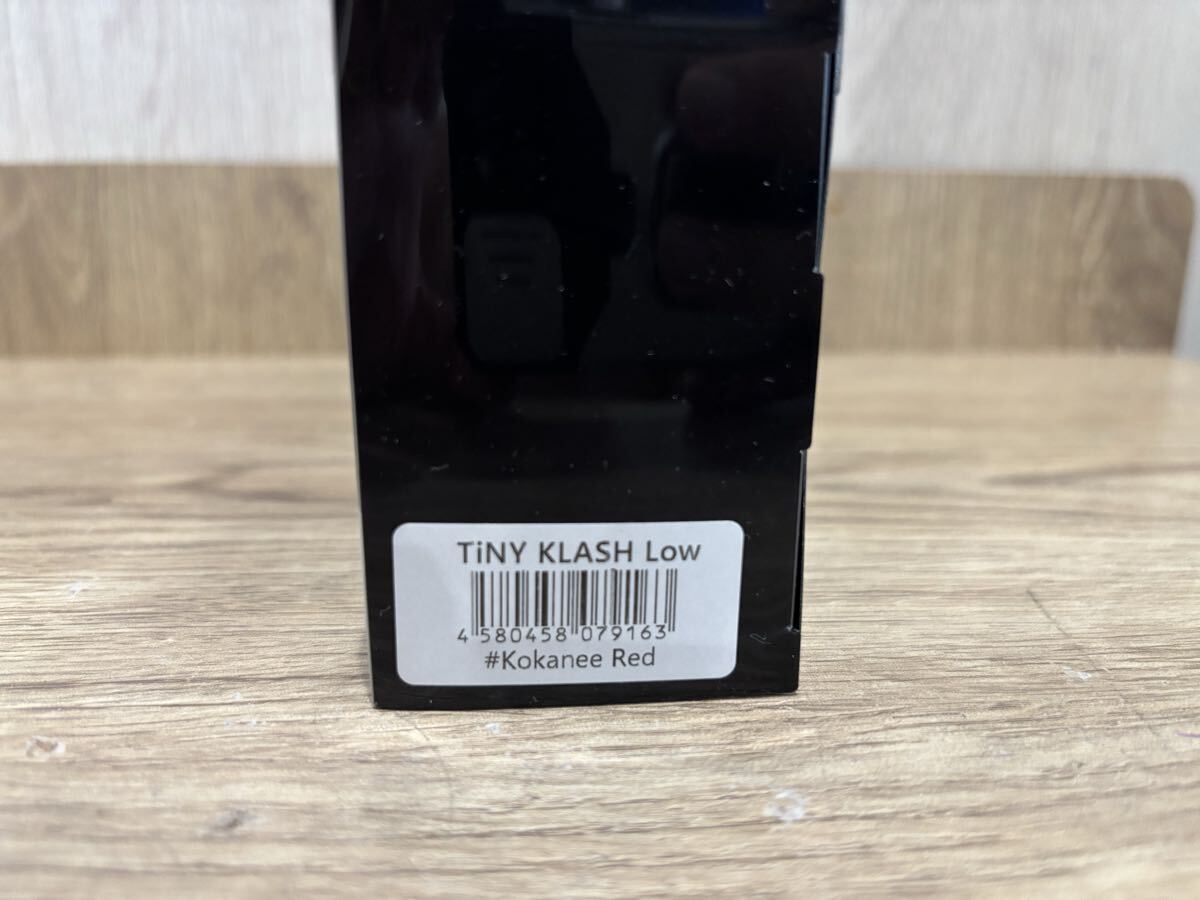 TiNY KLASH Low
4 580458 079163
#Kokanee Red